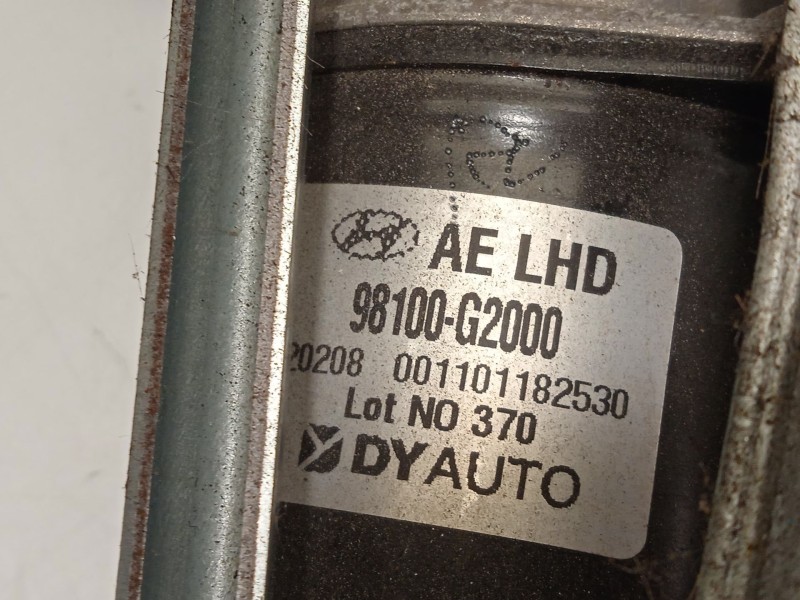 AE LHD
98100-G2000
20208 001101182530
Lot NO 370
DYAUTO